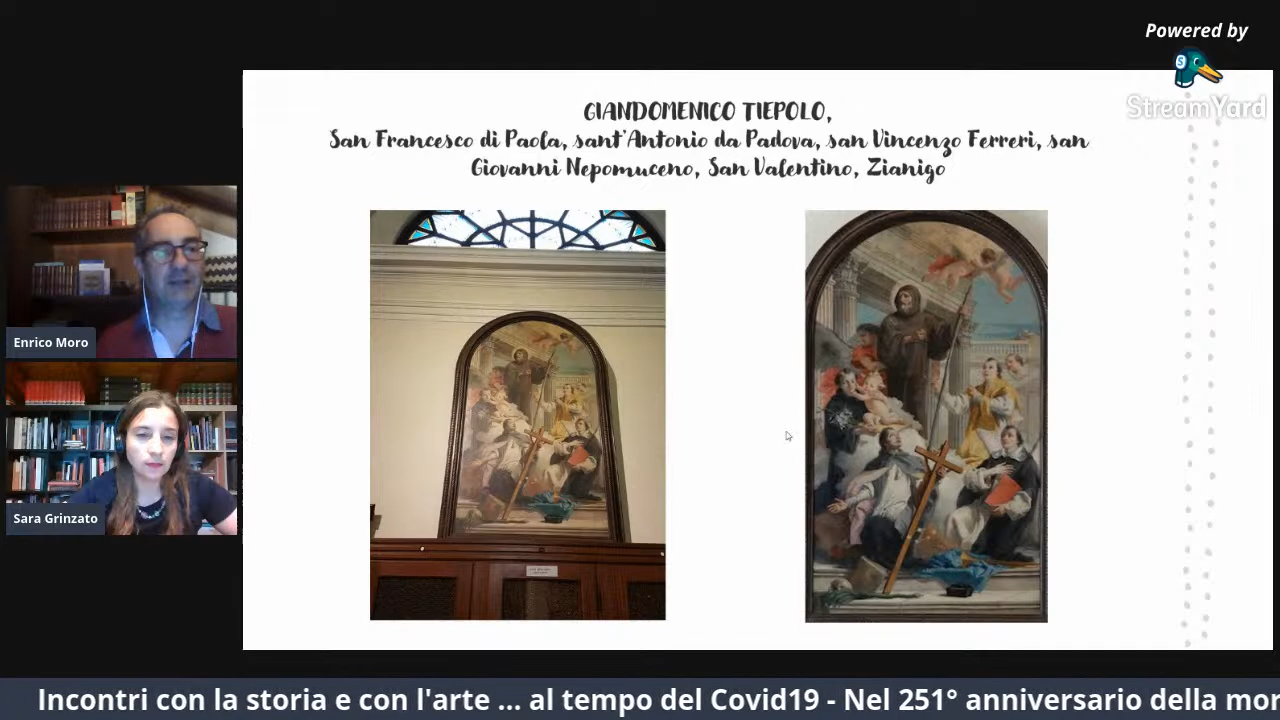 Powered by
StreamYard
GIANDOMENICO TIEPOLO,
San Francesco di Paola, sant'Antonio da Padova, san Vincenzo Ferreri, san
Giovanni Nepomuceno, San Valentino, Zianigo
Enrico Moro
Sara Grinzato
Incontri con la storia e con l'arte ... al tempo del Covid19 - Nel 251° anniversario della mor